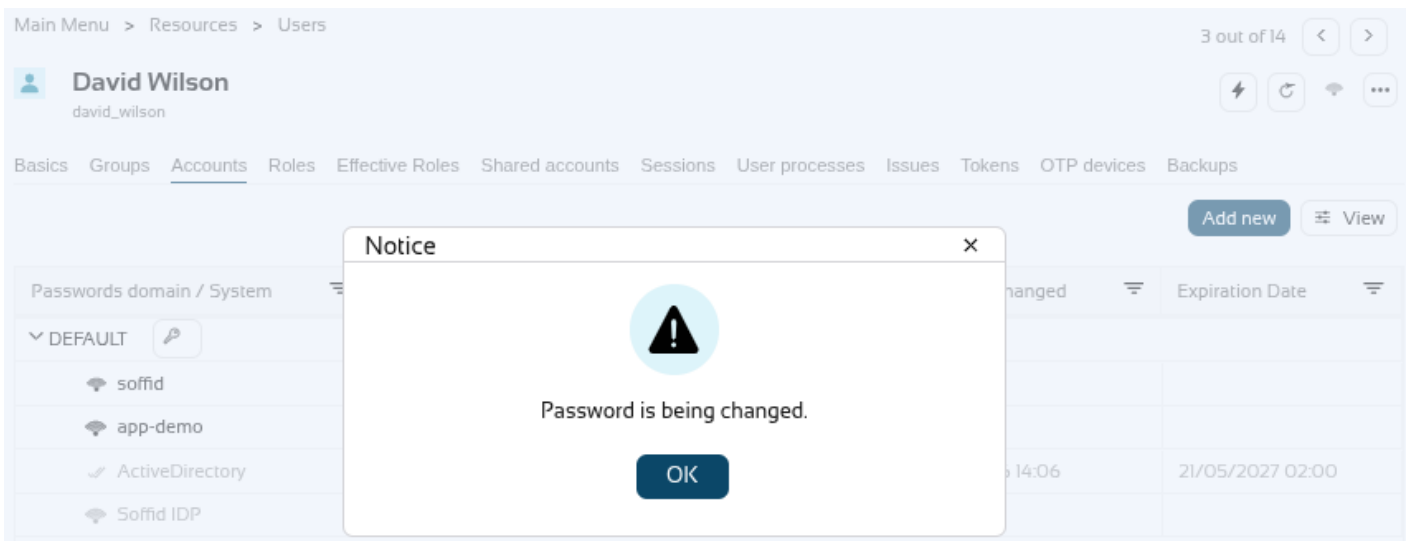 Main Menu > Resources > Users
3 out of 14 < >
David Wilson
david_wilson
Basics Groups Accounts Roles Effective Roles Shared accounts Sessions User processes Issues Tokens OTP devices Backups
Add new View
Notice ×
Passwords domain / System hanged Expiration Date
DEFAULT
soffid
Password is being changed.
app-demo
ActiveDirectory 14:06 21/05/2027 02:00
OK
Soffid IDP